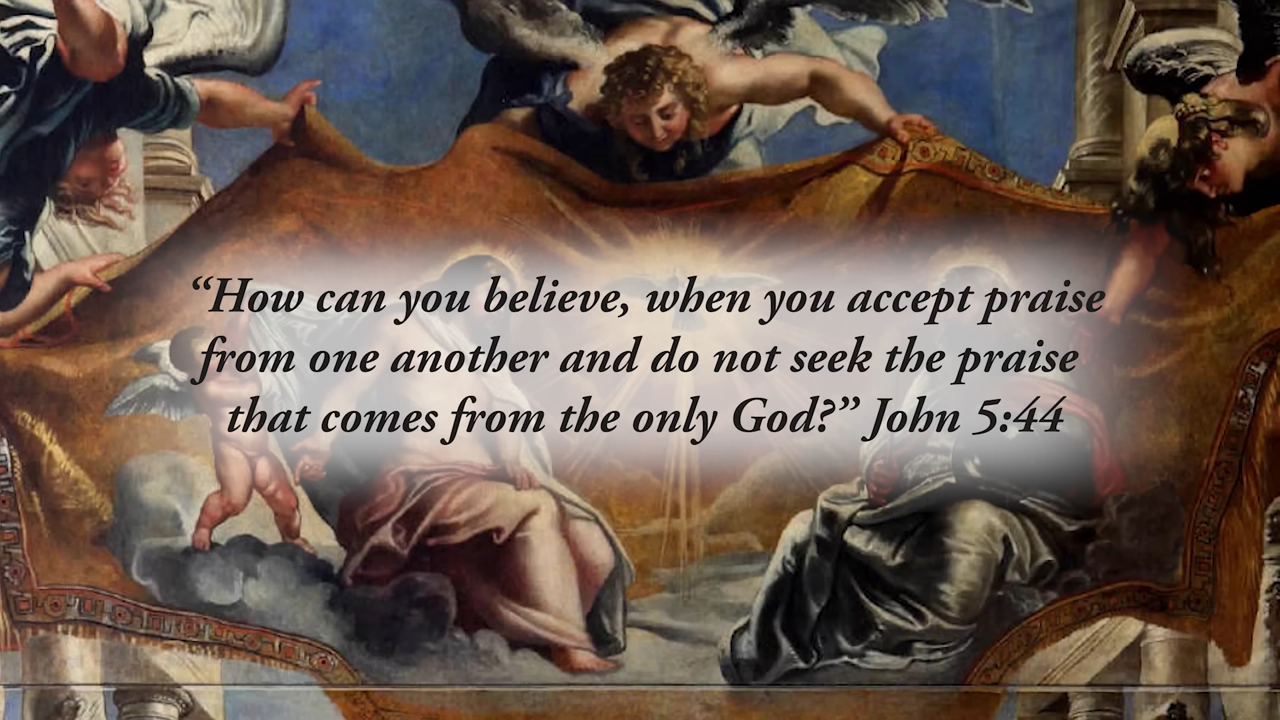 “How can you believe, when you accept praise
from one another and do not seek the praise
that comes from the only God?” John 5:44